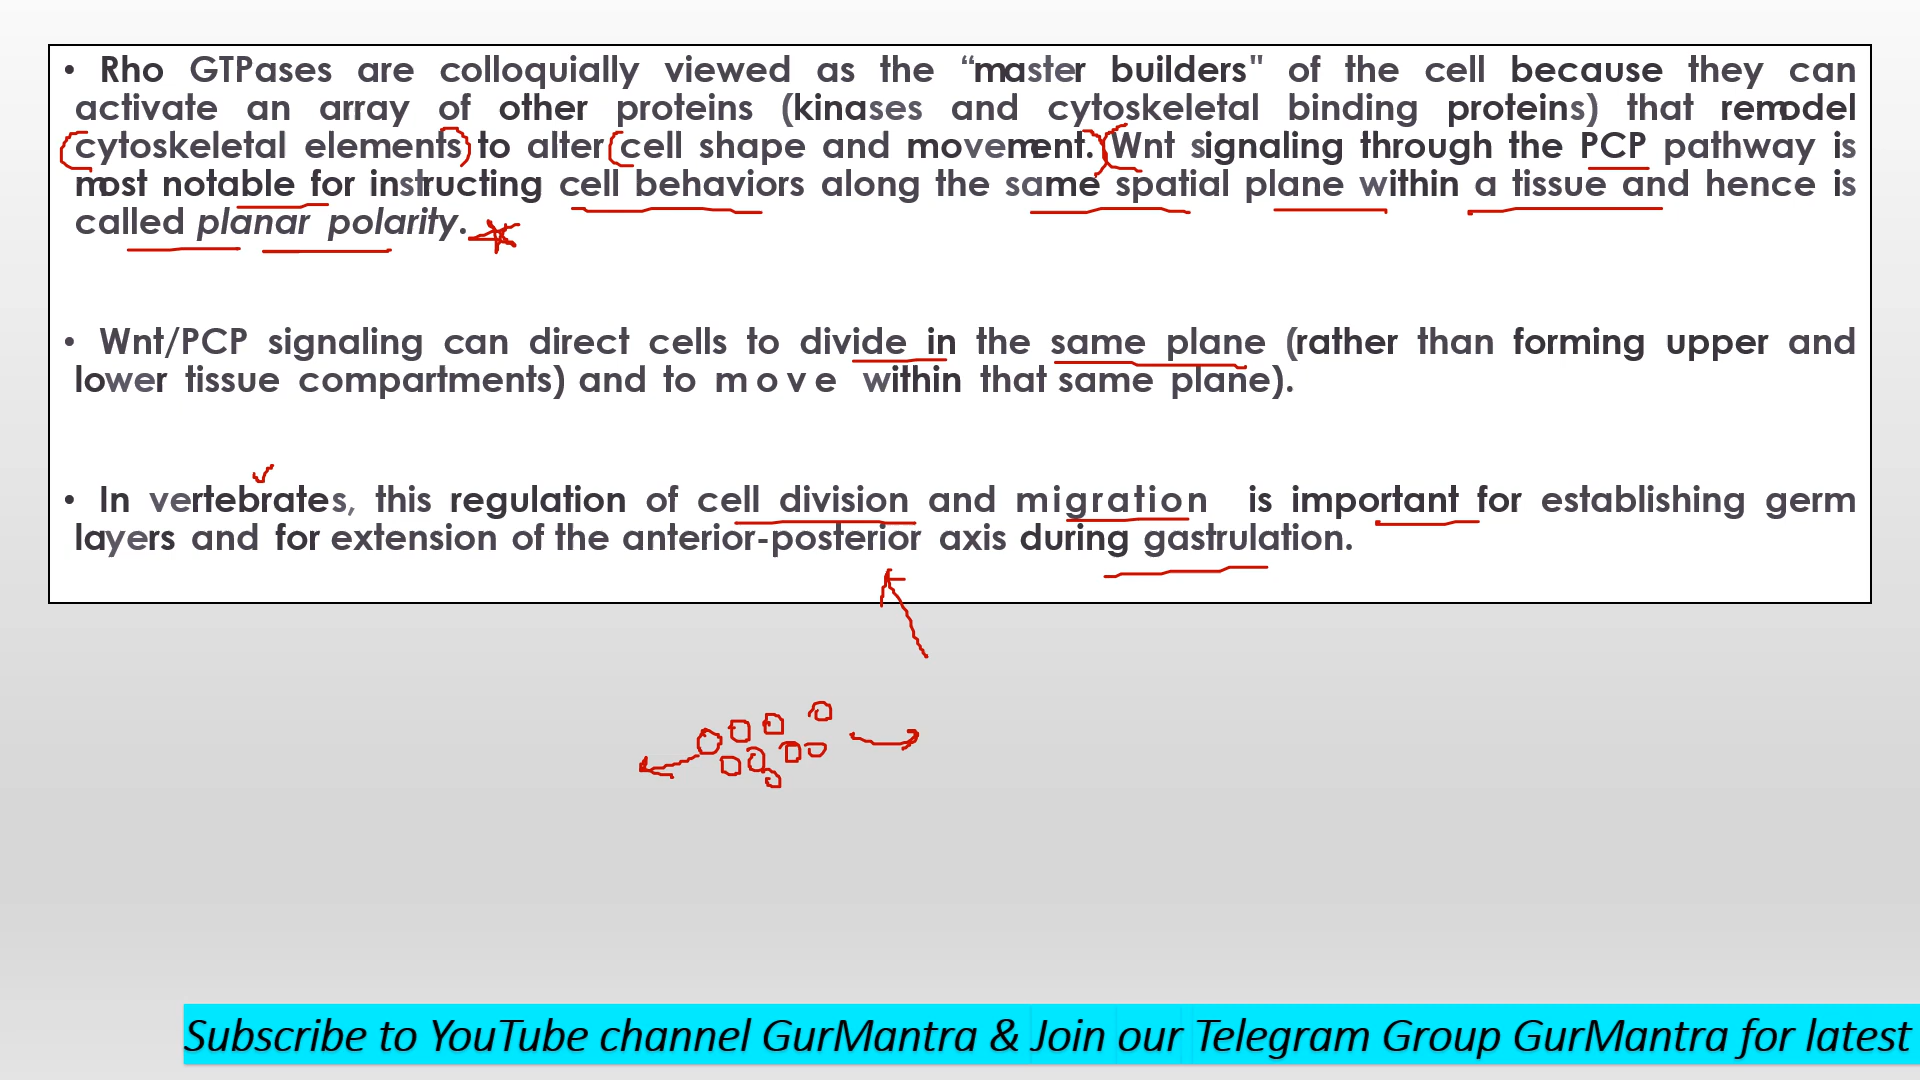 • Rho GTPases are colloquially viewed as the “master builders" of the cell because they can
activate an array of other proteins (kinases and cytoskeletal binding proteins) that remodel
cytoskeletal elements to alter cell shape and movement. Wnt signaling through the PCP pathway is
most notable for instructing cell behaviors along the same spatial plane within a tissue and hence is
called planar polarity.
• Wnt/PCP signaling can direct cells to divide in the same plane (rather than forming upper and
lower tissue compartments) and to move within that same plane).
• In vertebrates, this regulation of cell division and migration is important for establishing germ
layers and for extension of the anterior-posterior axis during gastrulation.
Subscribe to YouTube channel GurMantra & Join our Telegram Group GurMantra for latest